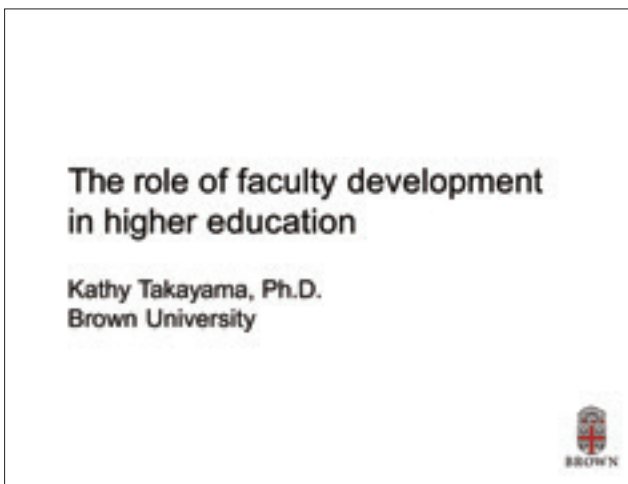 The role of faculty development
in higher education
Kathy Takayama, Ph.D.
Brown University
BROWN